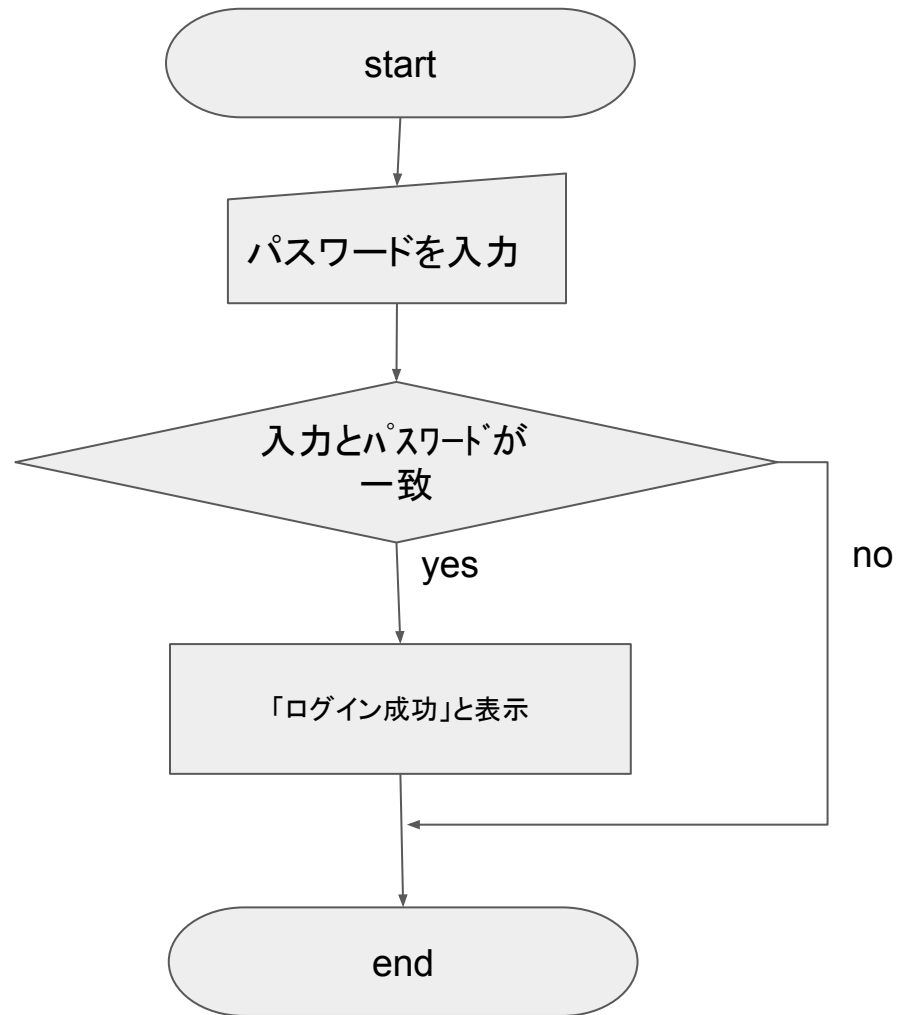 start
パスワードを入力
入力とﾊﾟｽﾜｰﾄﾞが
一致
yes
no
「ログイン成功」と表示
end